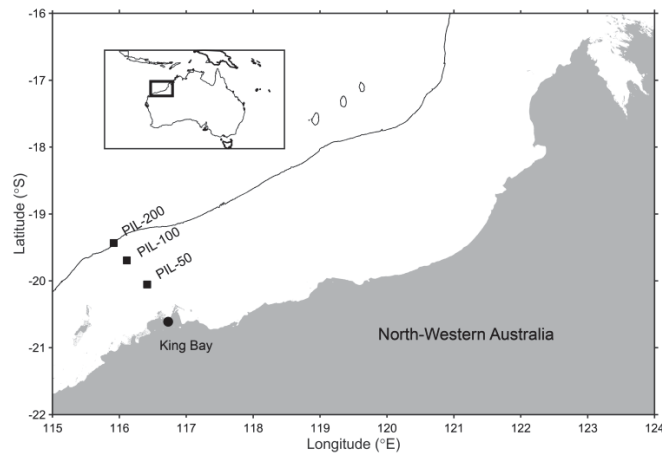 -16
-17
-18
-19
-20
-21
-22
Latitude (°S)
PIL-200
PIL-100
PIL-50
King Bay
North-Western Australia
115 116 117 118 119 120 121 122 123 124
Longitude (°E)